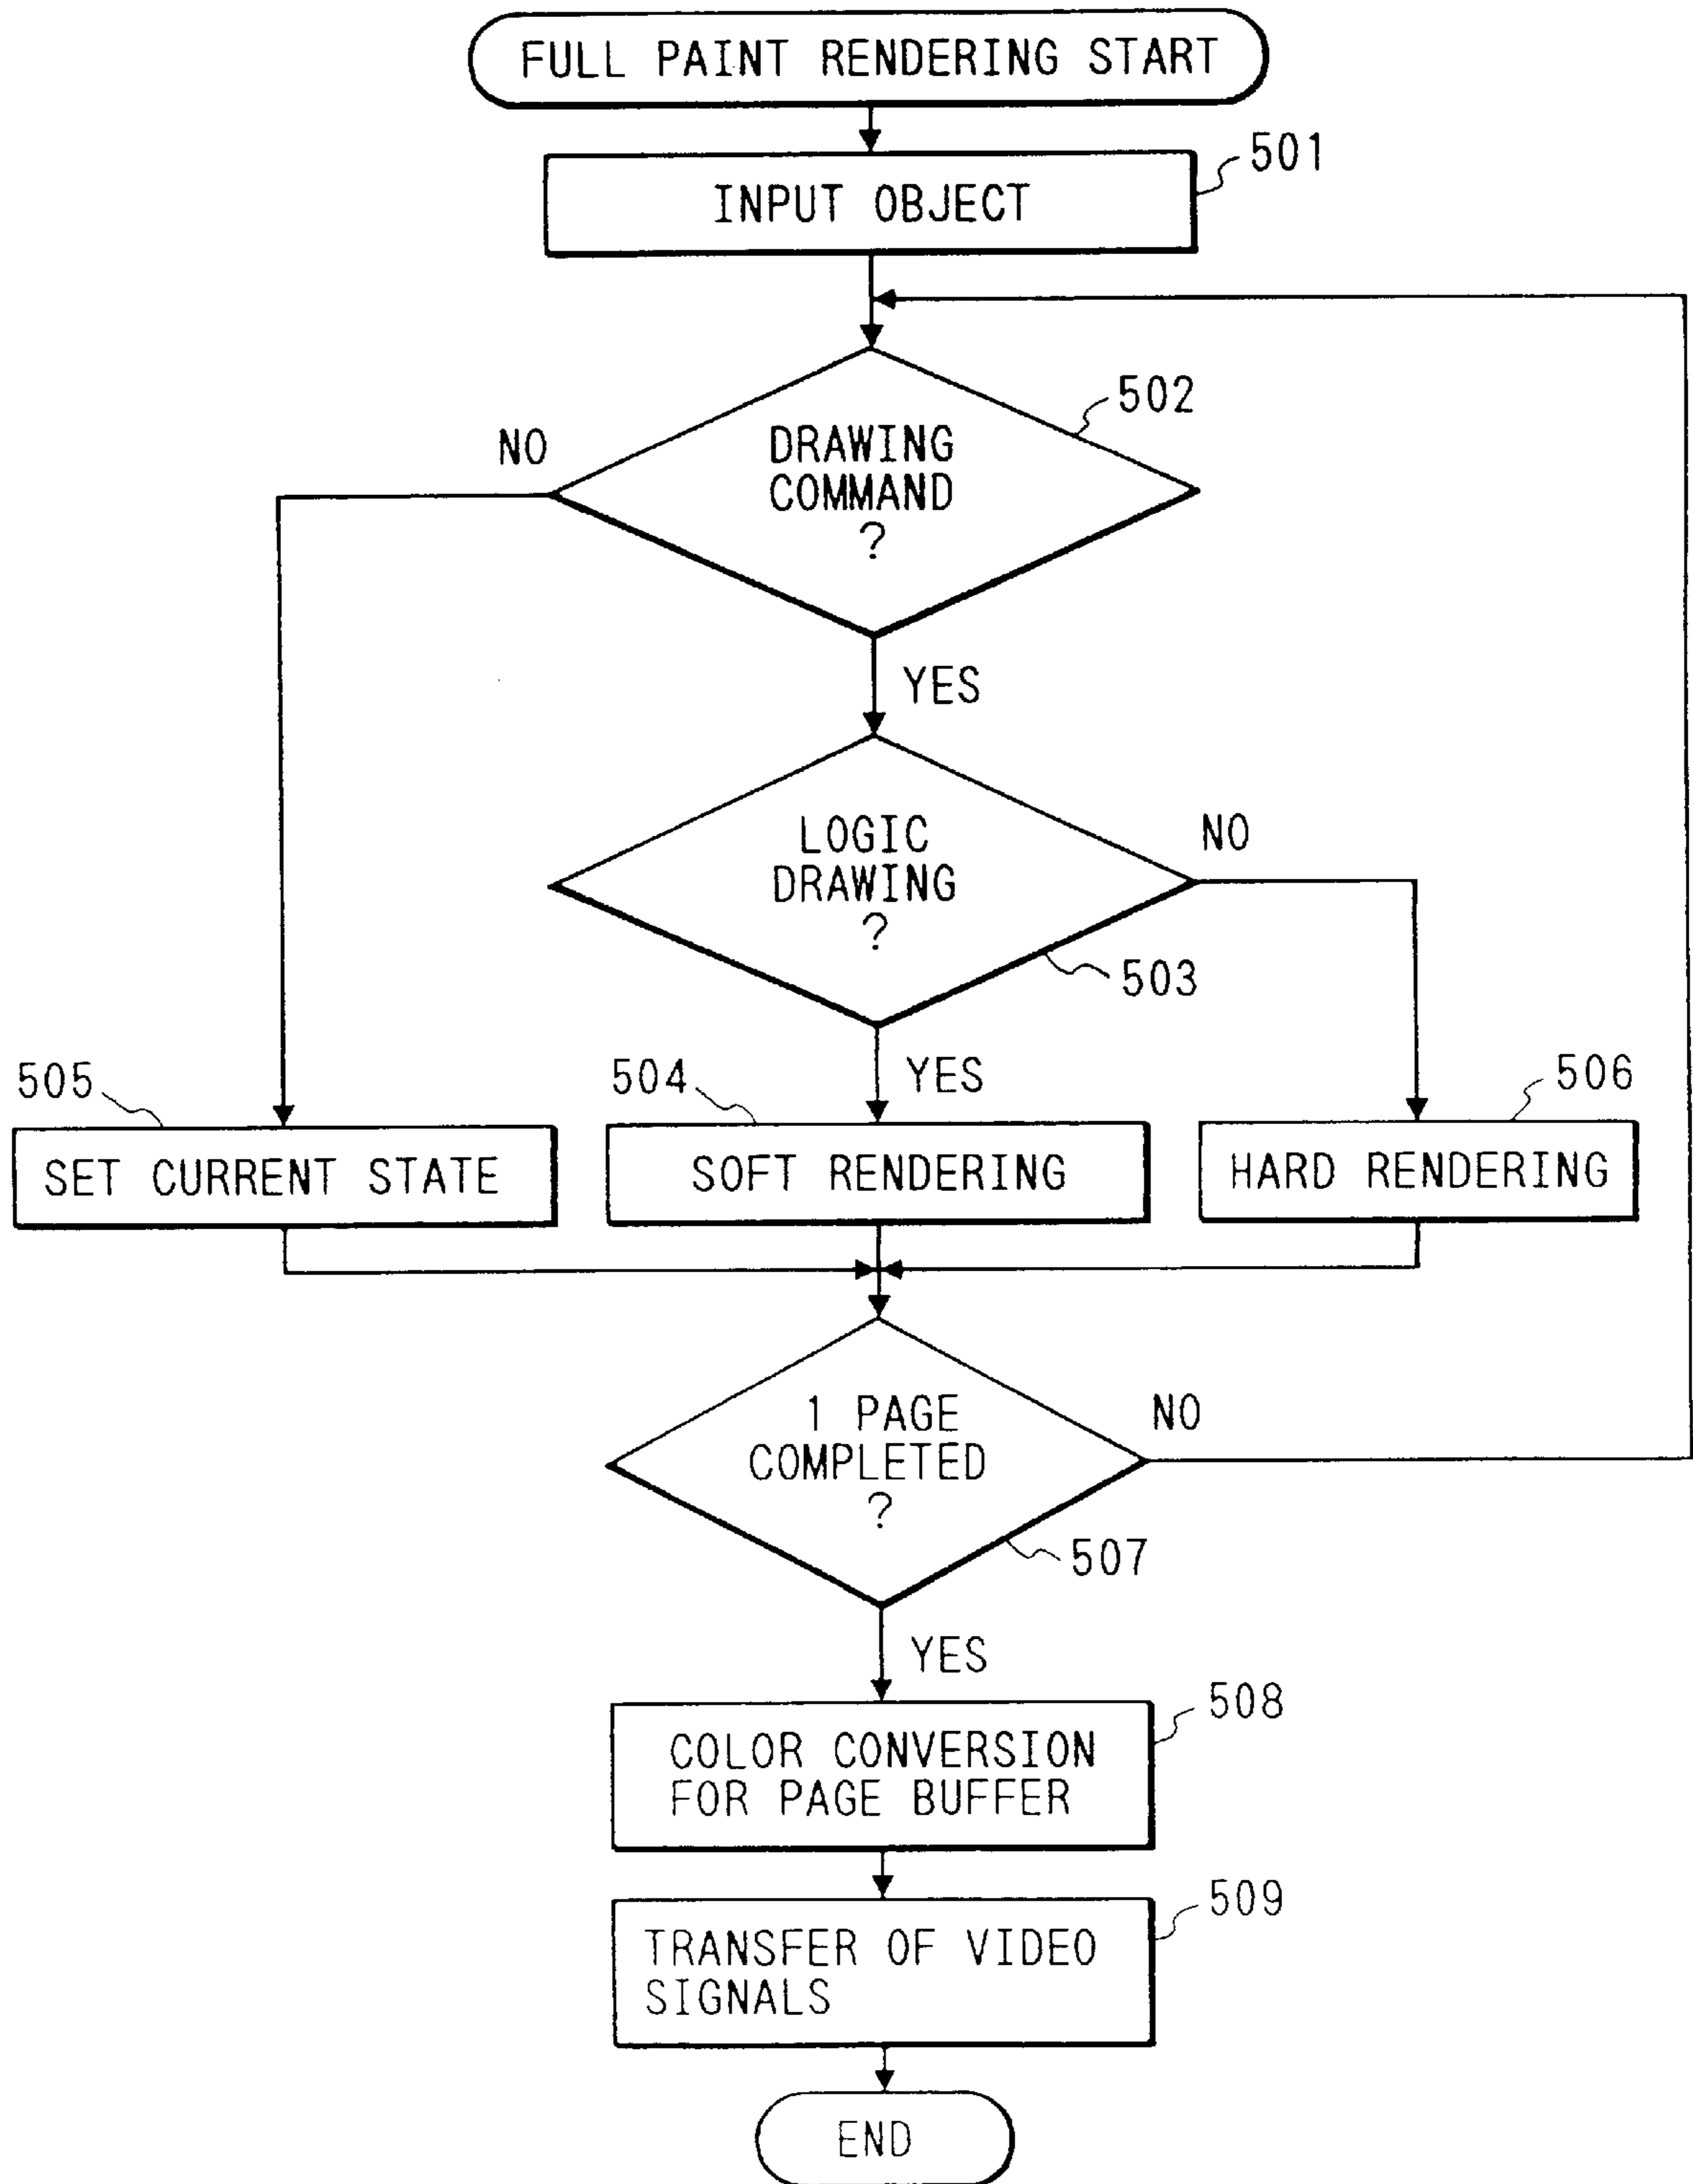 FULL PAINT RENDERING START
501
INPUT OBJECT
502
NO
DRAWING
COMMAND
?
YES
LOGIC
DRAWING
?
NO
503
YES
505
504
506
SET CURRENT STATE
SOFT RENDERING
HARD RENDERING
1 PAGE
COMPLETED
?
NO
507
YES
508
COLOR CONVERSION
FOR PAGE BUFFER
509
TRANSFER OF VIDEO
SIGNALS
END